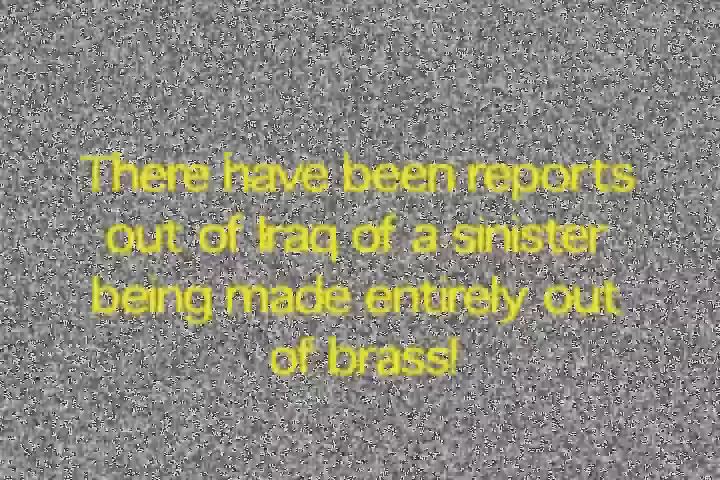 There have been reports
out of Iraq of a sinister
being made entirely out
of brass!